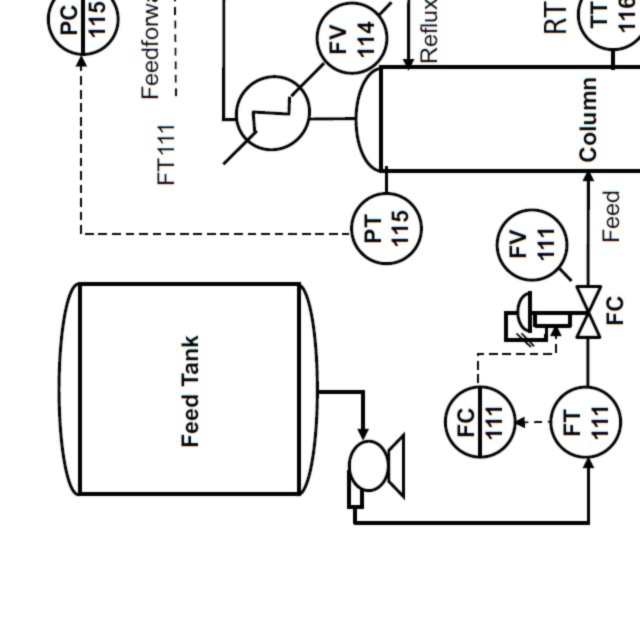 PC
115
Feedforwa
FT111
FV
114
Reflux
RT
TT
116
Column
PT
115
Feed
FV
111
FC
Feed Tank
FC
111
FT
111